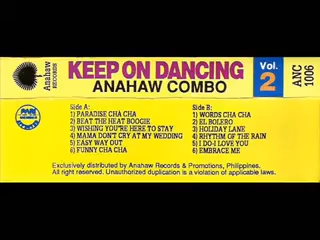 Anahaw
RECORDS
KEEP ON DANCING
ANAHAW COMBO
Vol.
2
ANC
1006
Side A:
1) PARADISE CHA CHA
2) BEAT THE HEAT BOOGIE
3) WISHING YOU'RE HERE TO STAY
4) MAMA DON'T CRY AT MY WEDDING
5) EASY WAY OUT
6) FUNNY CHA CHA
Side B:
1) WORDS CHA CHA
2) EL BOLERO
3) HOLIDAY LANE
4) RHYTHM OF THE RAIN
5) I DO-I LOVE YOU
6) EMBRACE ME
Exclusively distributed by Anahaw Records & Promotions, Philippines.
All right reserved. Unauthorized duplication is a violation of applicable laws.